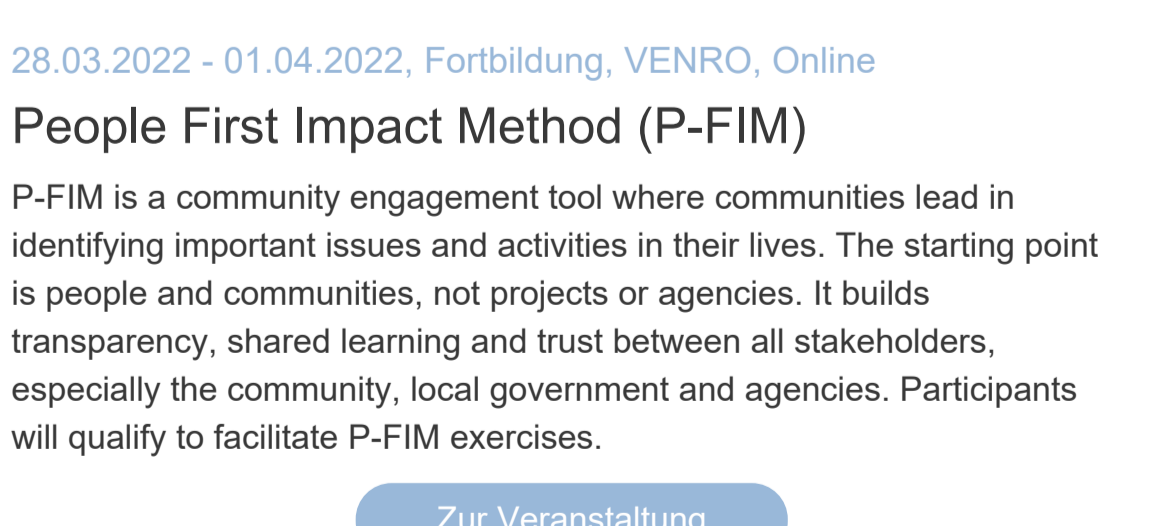 28.03.2022 - 01.04.2022, Fortbildung, VENRO, Online
People First Impact Method (P-FIM)
P-FIM is a community engagement tool where communities lead in
identifying important issues and activities in their lives. The starting point
is people and communities, not projects or agencies. It builds
transparency, shared learning and trust between all stakeholders,
especially the community, local government and agencies. Participants
will qualify to facilitate P-FIM exercises.
Zur Veranstaltung